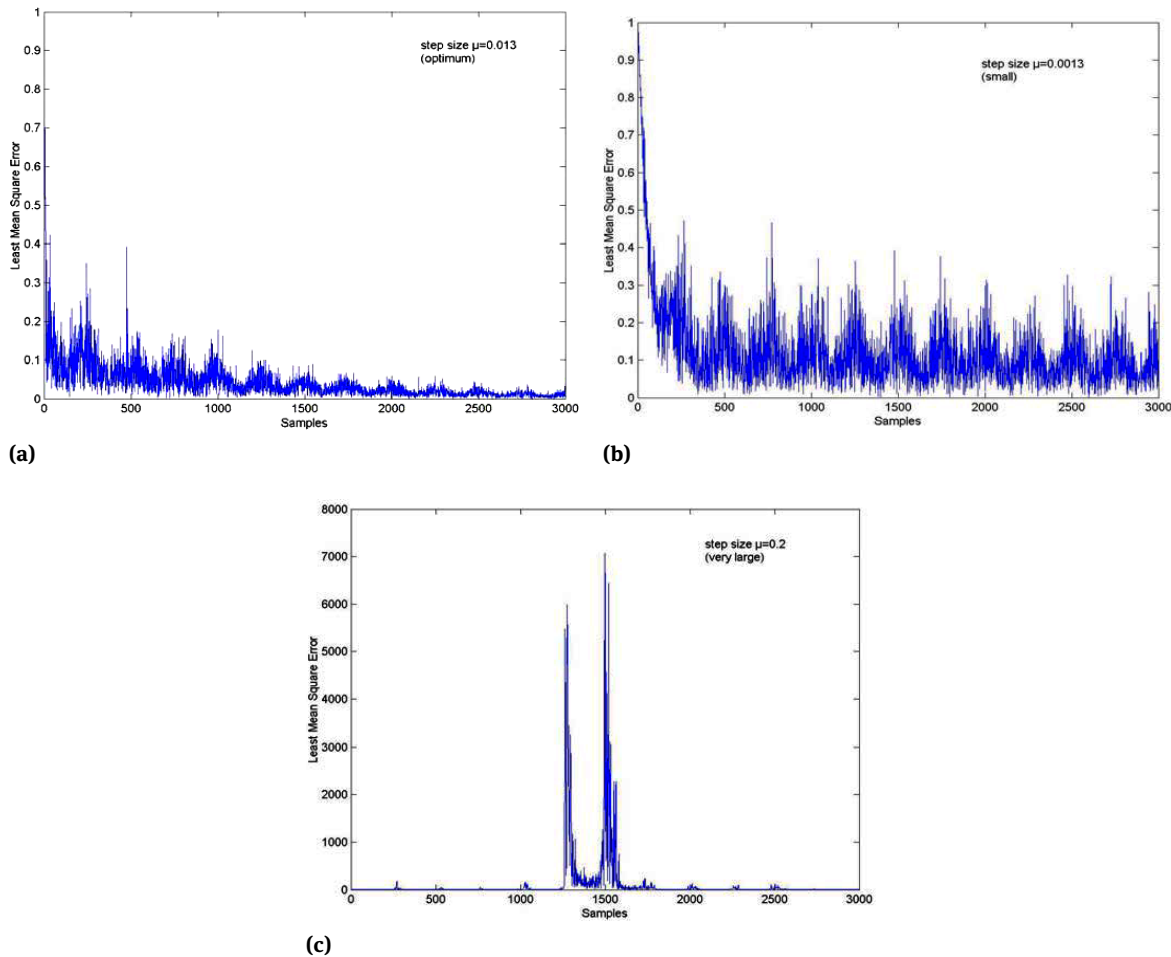 1
0.9
0.8
0.7
0.6
0.5
0.4
0.3
0.2
0.1
0
Least Mean Square Error
step size μ=0.013
(optimum)
0 500 1000 1500 2000 2500 3000
Samples
(a)
1
0.9
0.8
0.7
0.6
0.5
0.4
0.3
0.2
0.1
0
Least Mean Square Error
step size μ=0.0013
(small)
0 500 1000 1500 2000 2500 3000
Samples
(b)
8000
7000
6000
5000
4000
3000
2000
1000
0
Least Mean Square Error
step size μ=0.2
(very large)
0 500 1000 1500 2000 2500 3000
Samples
(c)